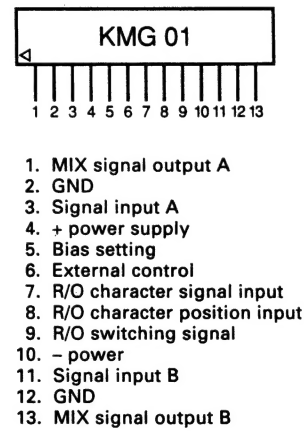 KMG 01
1 2 3 4 5 6 7 8 9 10 11 12 13
1. MIX signal output A
2. GND
3. Signal input A
4. + power supply
5. Bias setting
6. External control
7. R/O character signal input
8. R/O character position input
9. R/O switching signal
10. – power
11. Signal input B
12. GND
13. MIX signal output B